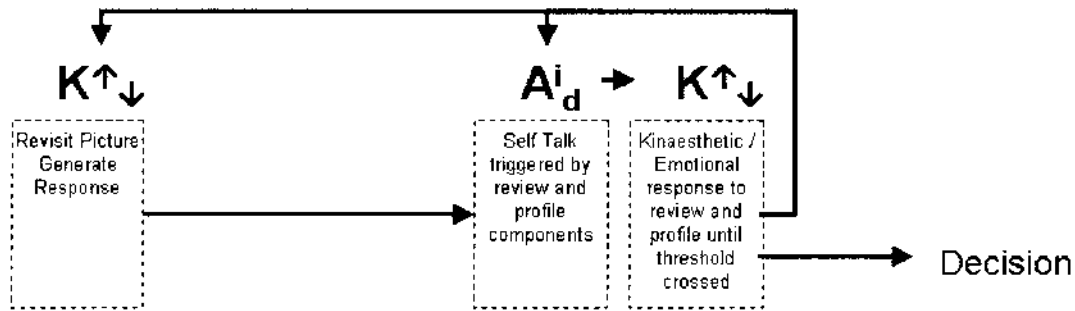 K↑↓
A i d → K↑↓
Revisit Picture
Generate
Response
Self Talk
triggered by
review and
profile
components
Kinaesthetic /
Emotional
response to
review and
profile until
threshold
crossed
Decision